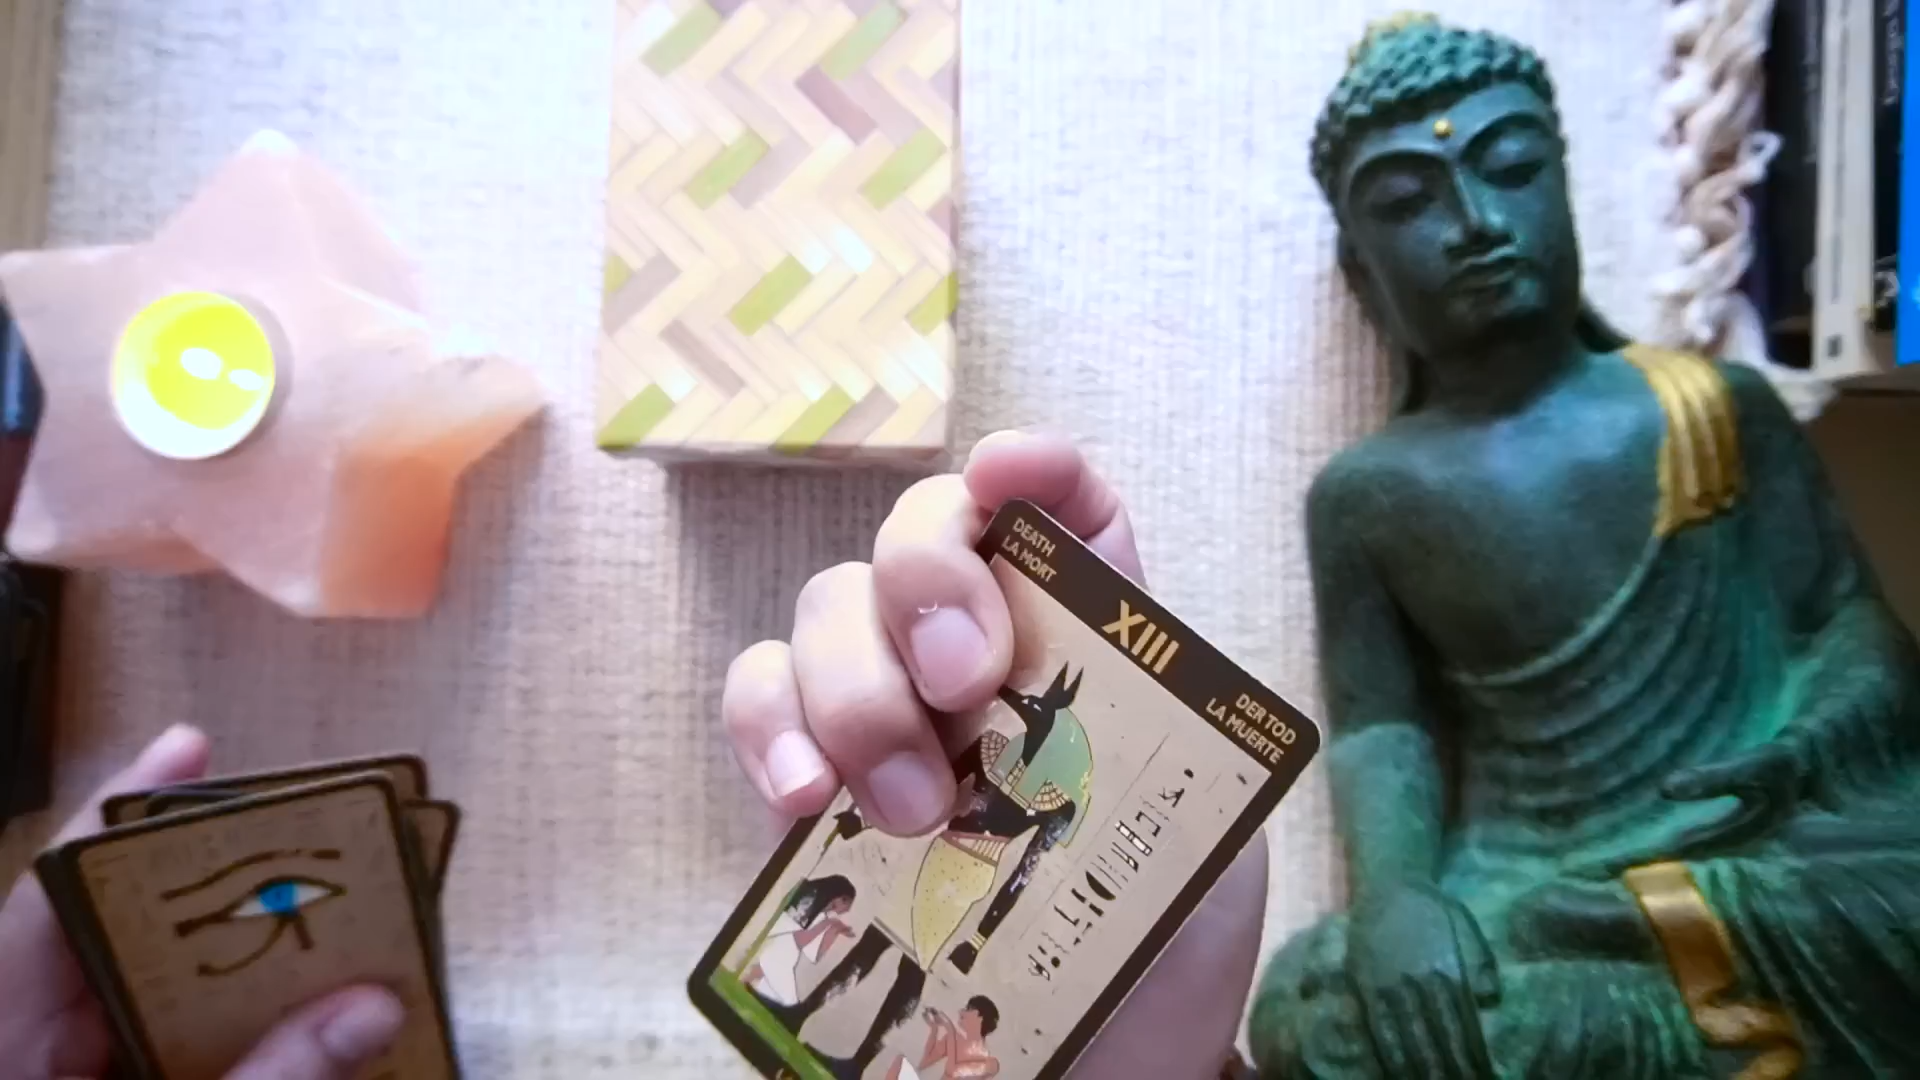 DEATH
LA MORT
XIII
DER TOD
LA MUERTE